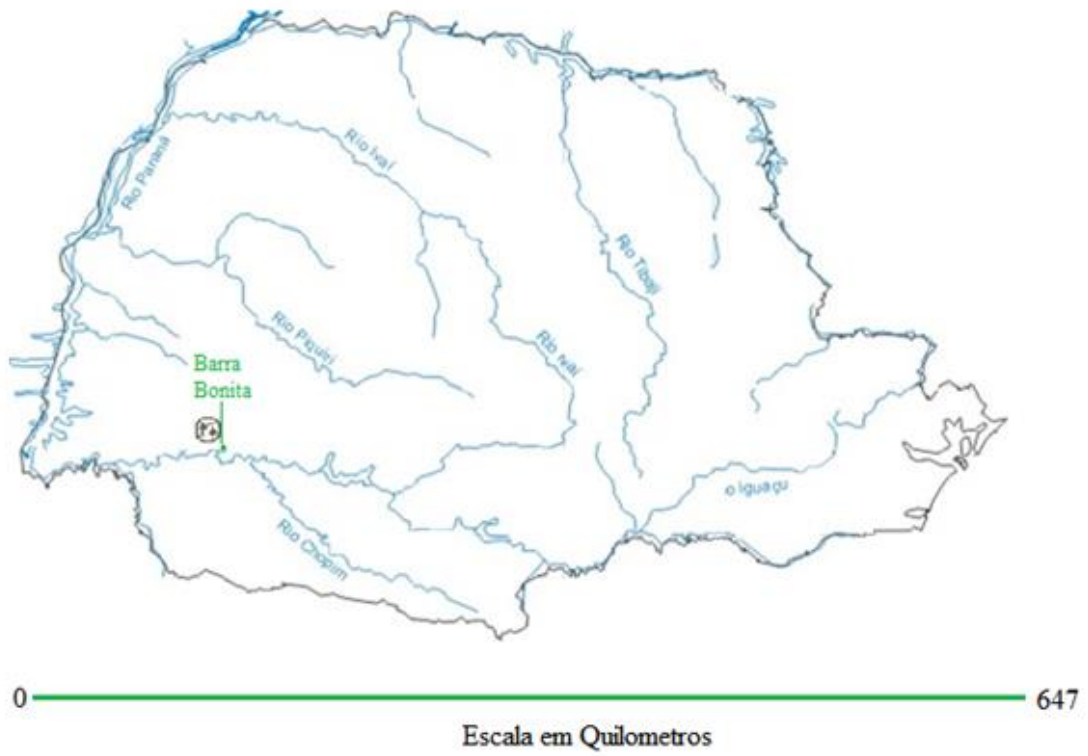 Rio Paraná
Rio Ivaí
Rio Tibaji
Rio Piquiri
Rio Ivaí
Barra
Bonita
o Iguaçu
Rio Chopim
0
647
Escala em Quilometros